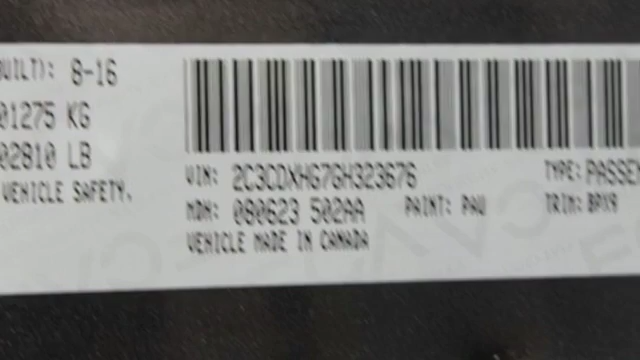 BUILT): 8-16
01275 KG
02810 LB
VEHICLE SAFETY.
VIN: 2C3CDXHG7GH323676
TYPE: PASSEN
MDH: 080623 502AA
PAINT: PAU
TRIM: BPX9
VEHICLE MADE IN CANADA